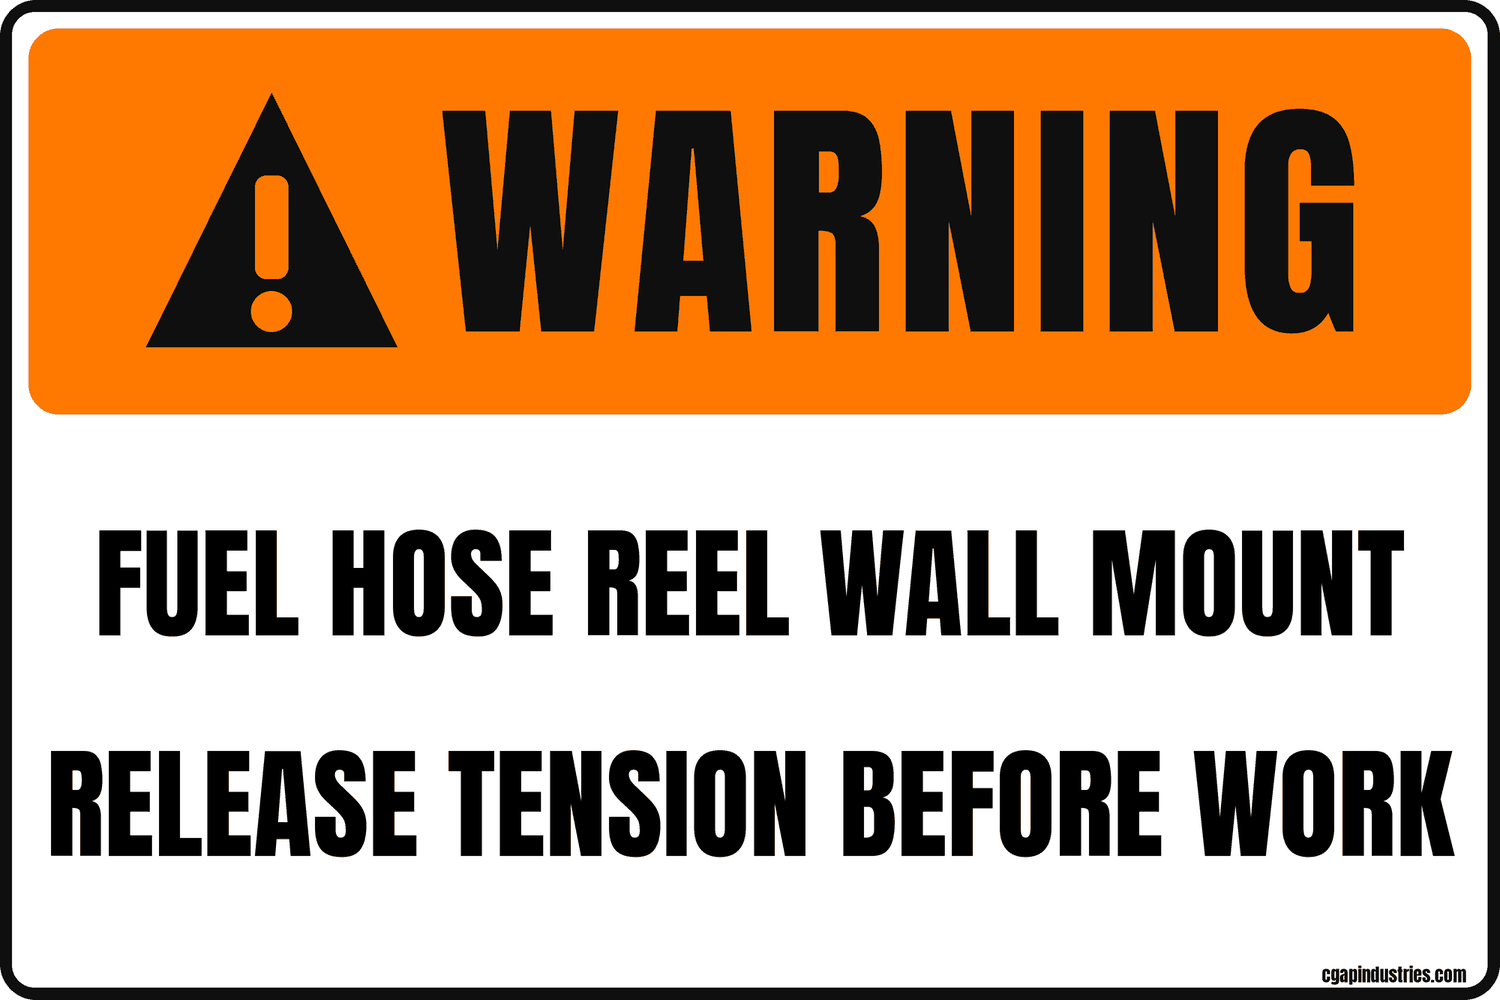 WARNING
FUEL HOSE REEL WALL MOUNT
RELEASE TENSION BEFORE WORK
cgapindustries.com